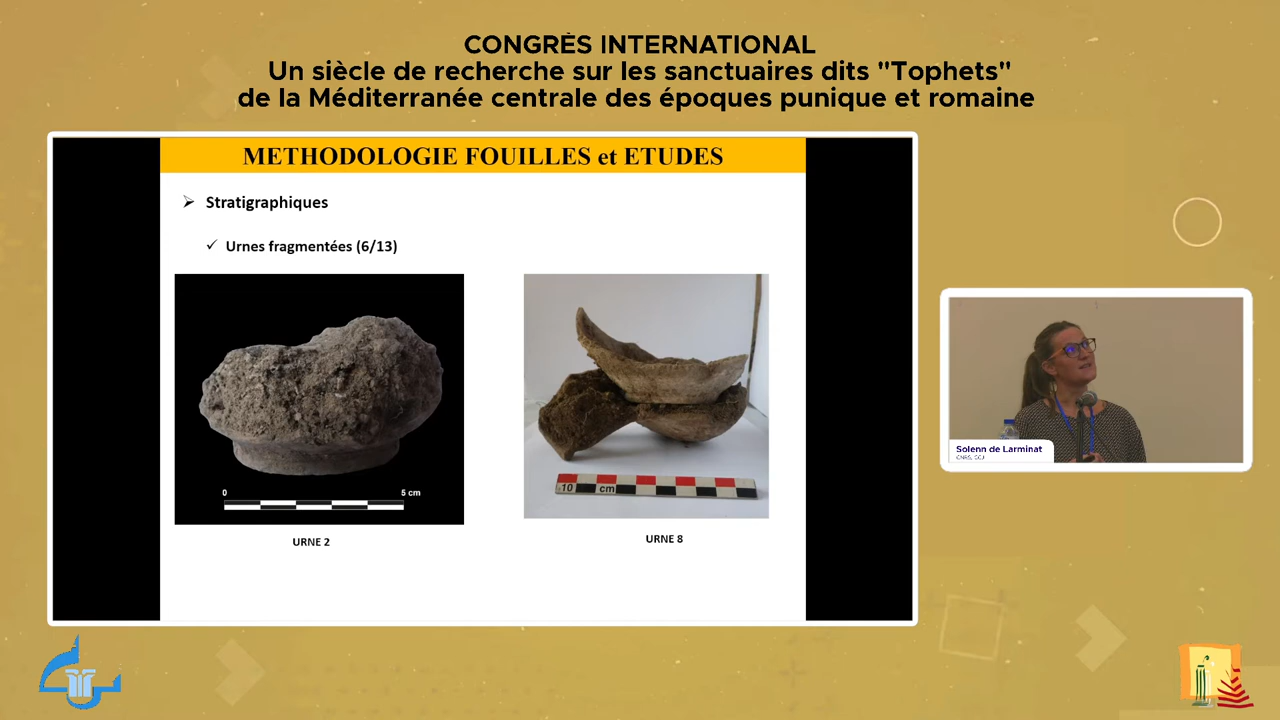 CONGRÈS INTERNATIONAL
Un siècle de recherche sur les sanctuaires dits "Tophets"
de la Méditerranée centrale des époques punique et romaine
METHODOLOGIE FOUILLES et ETUDES
Stratigraphiques
Urnes fragmentées (6/13)
0 5 cm
10 cm
URNE 2
URNE 8
Solenn de Larminat
CNRS, CCJ